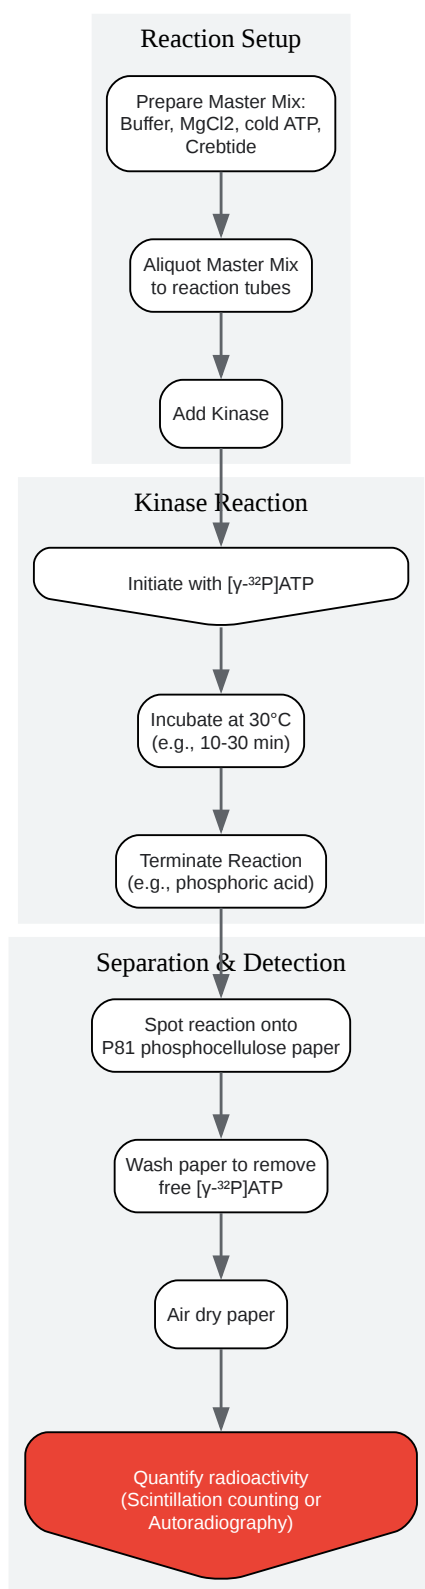 Reaction Setup
Prepare Master Mix:
Buffer, MgCl2, cold ATP,
Crebtide
Aliquot Master Mix
to reaction tubes
Add Kinase
Kinase Reaction
Initiate with [γ-³²P]ATP
Incubate at 30°C
(e.g., 10-30 min)
Terminate Reaction
(e.g., phosphoric acid)
Separation & Detection
Spot reaction onto
P81 phosphocellulose paper
Wash paper to remove
free [γ-³²P]ATP
Air dry paper
Quantify radioactivity
(Scintillation counting or
Autoradiography)